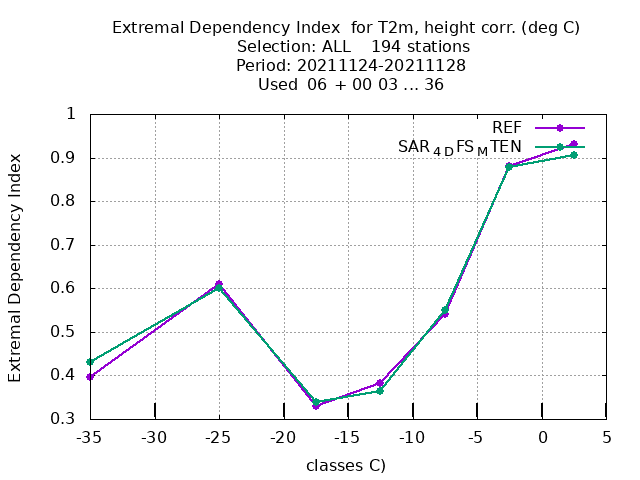 Extremal Dependency Index for T2m, height corr. (deg C)
Selection: ALL 194 stations
Period: 20211124-20211128
Used 06 + 00 03 ... 36
REF
SAR4DFSMTEN
Extremal Dependency Index
1
0.9
0.8
0.7
0.6
0.5
0.4
0.3
-35 -30 -25 -20 -15 -10 -5 0 5
classes C)